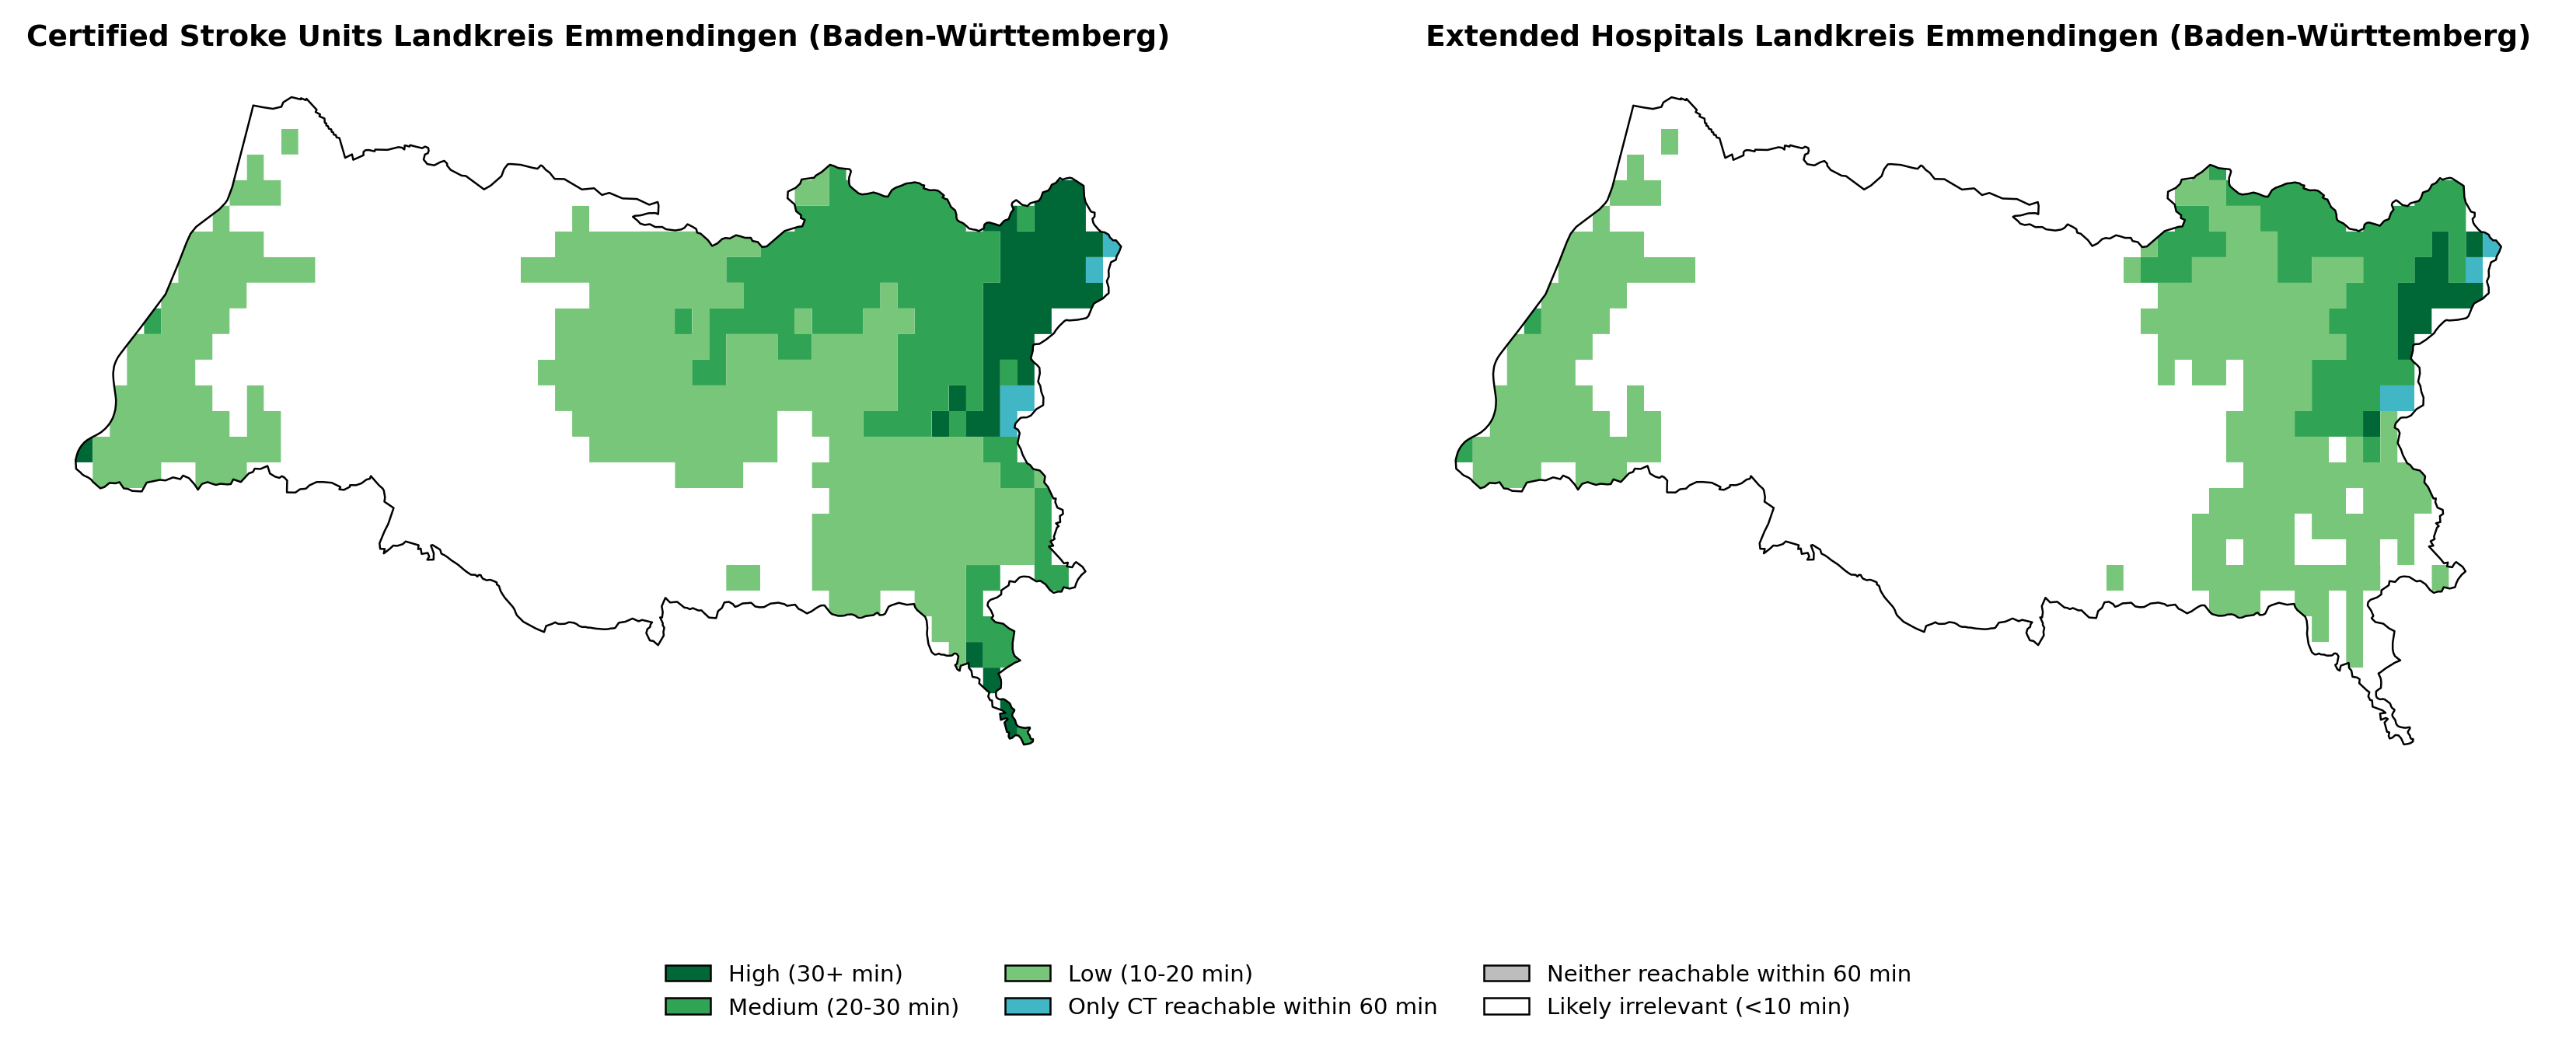 Certified Stroke Units Landkreis Emmendingen (Baden-Württemberg)
Extended Hospitals Landkreis Emmendingen (Baden-Württemberg)
High (30+ min)
Medium (20-30 min)
Low (10-20 min)
Only CT reachable within 60 min
Neither reachable within 60 min
Likely irrelevant (<10 min)